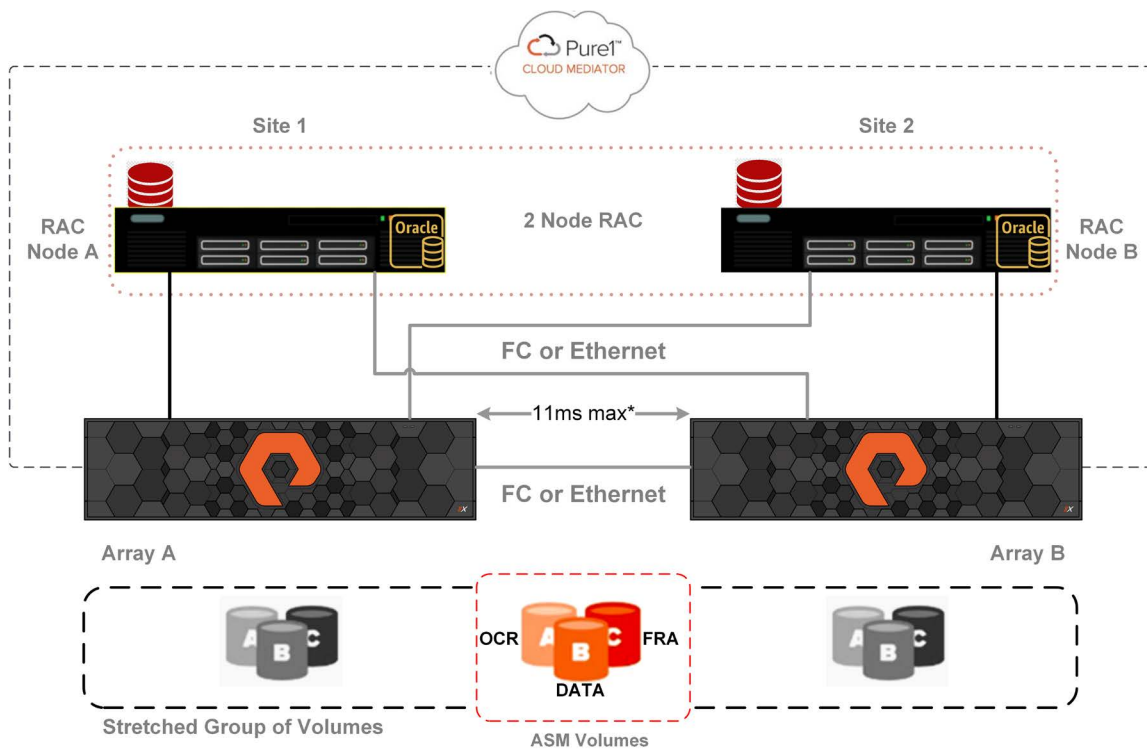 Pure1™
CLOUD MEDIATOR
Site 1
Site 2
RAC
Node A
Oracle
2 Node RAC
Oracle
RAC
Node B
FC or Ethernet
11ms max*
FC or Ethernet
Array A
Array B
A
B
C
OCR
A
B
C
FRA
DATA
A
B
C
Stretched Group of Volumes
ASM Volumes